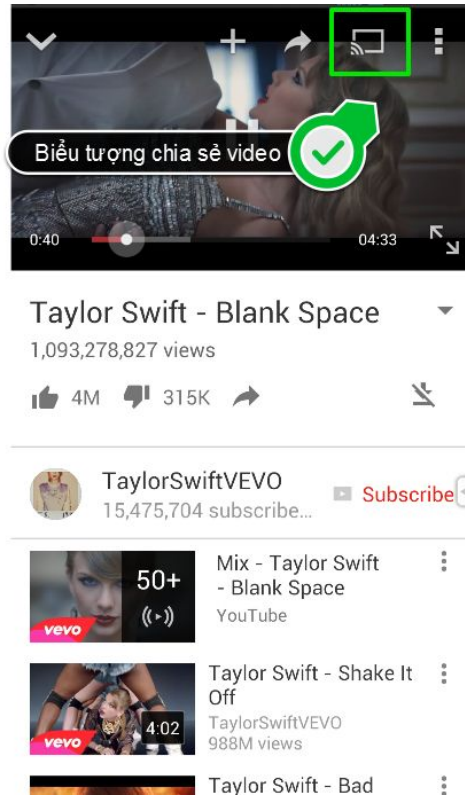 Biểu tượng chia sẻ video
0:40
04:33
Taylor Swift - Blank Space
1,093,278,827 views
4M
315K
TaylorSwiftVEVO
15,475,704 subscribe...
Subscribe
50+
vevo
Mix - Taylor Swift
- Blank Space
YouTube
4:02
vevo
Taylor Swift - Shake It
Off
TaylorSwiftVEVO
988M views
Taylor Swift - Bad